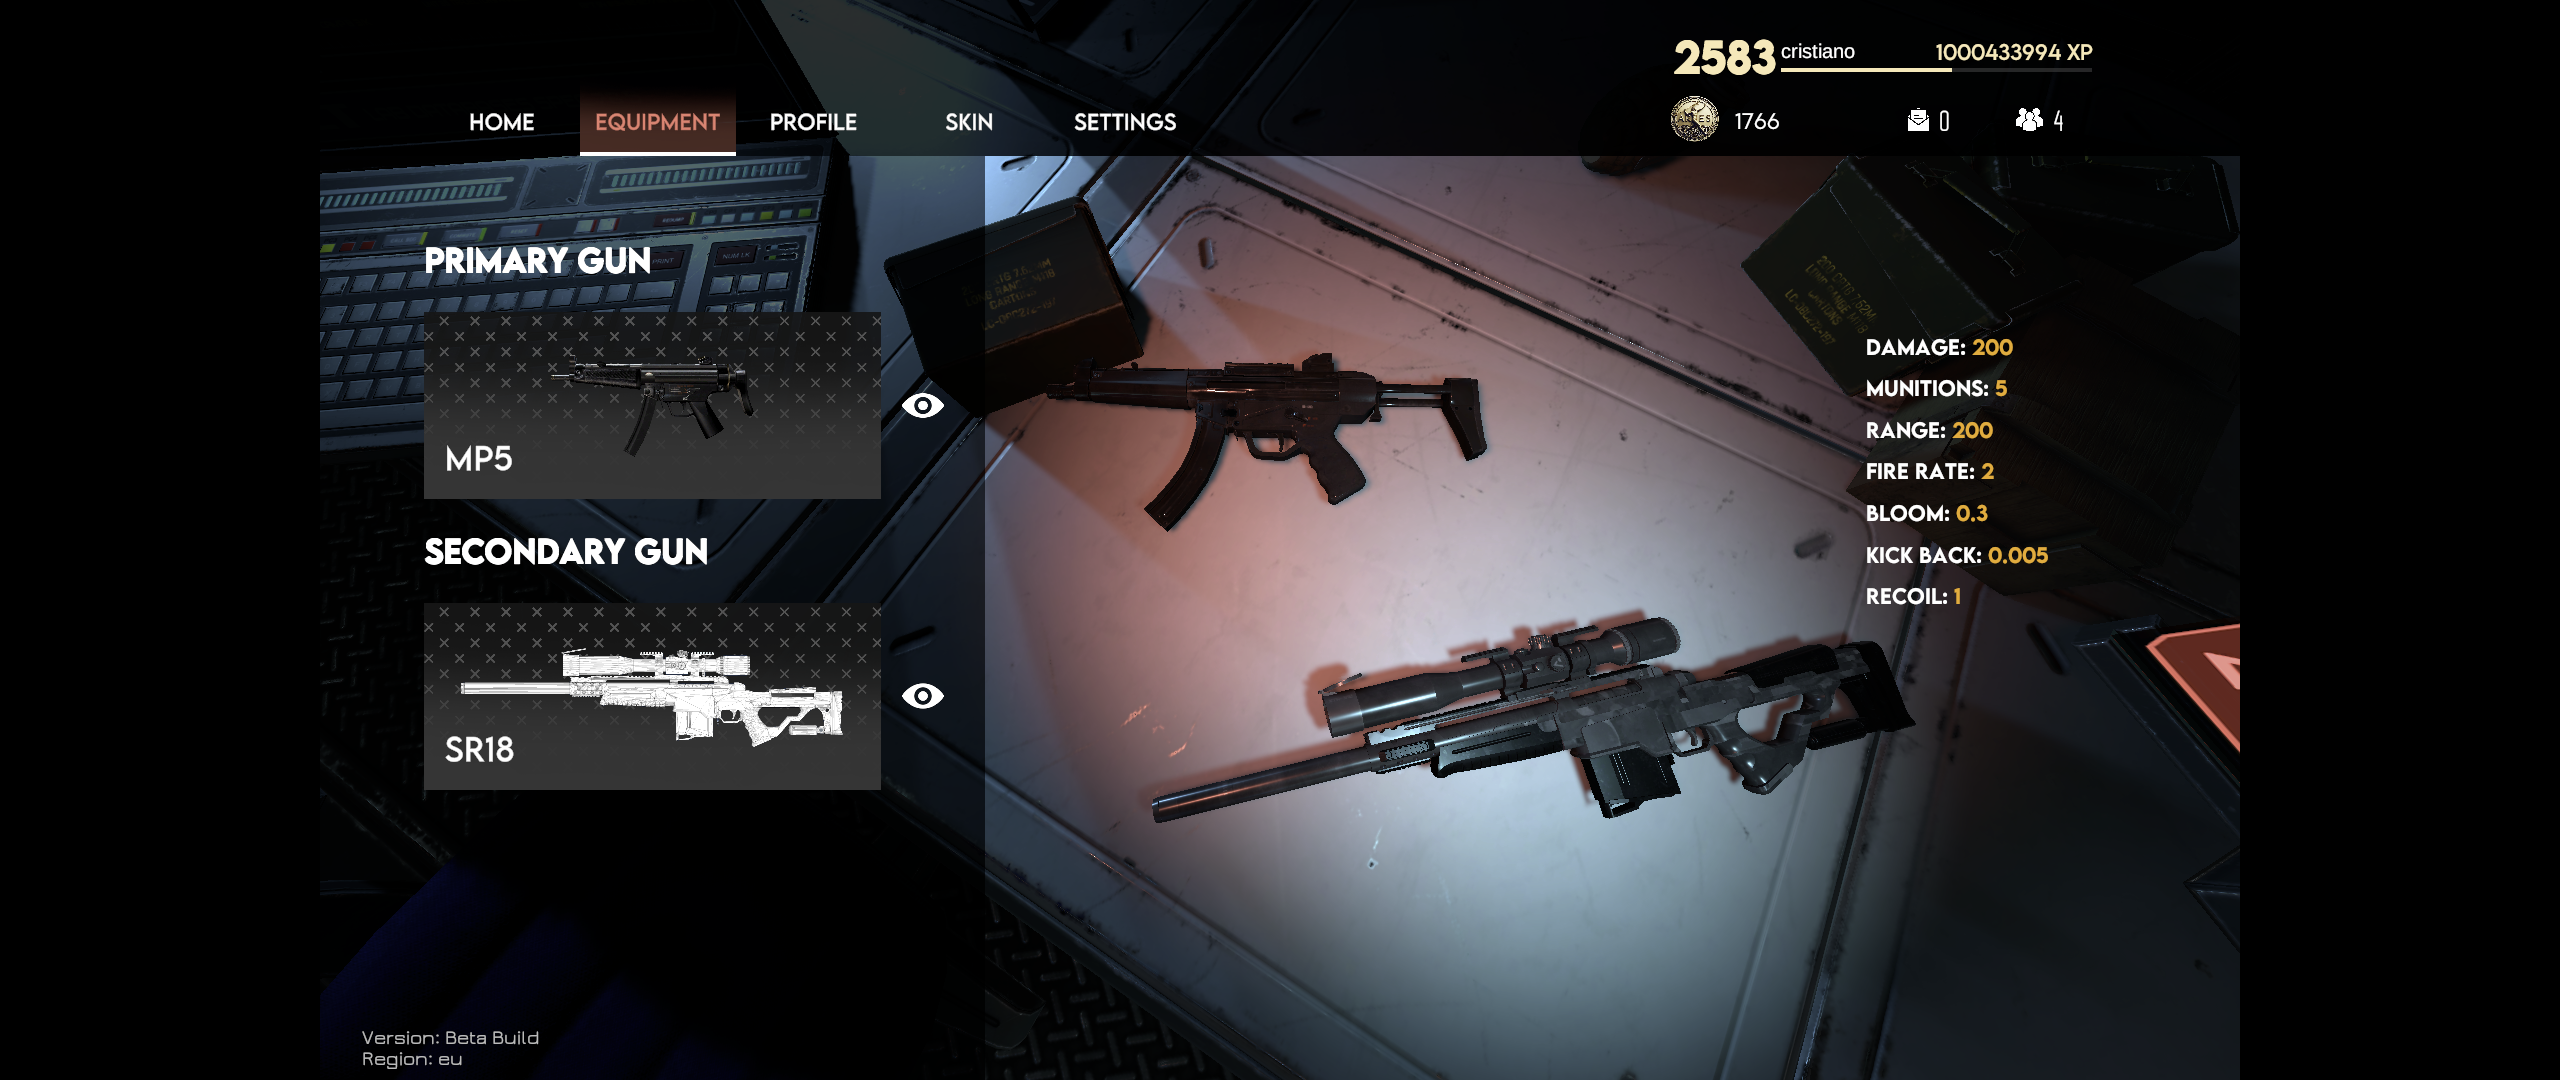 2583 cristiano 1000433994 XP
HOME EQUIPMENT PROFILE SKIN SETTINGS
1766 0 4
PRIMARY GUN
MP5
SECONDARY GUN
SR18
DAMAGE: 200
MUNITIONS: 5
RANGE: 200
FIRE RATE: 2
BLOOM: 0.3
KICK BACK: 0.005
RECOIL: 1
NUM LK
Version: Beta Build
Region: eu